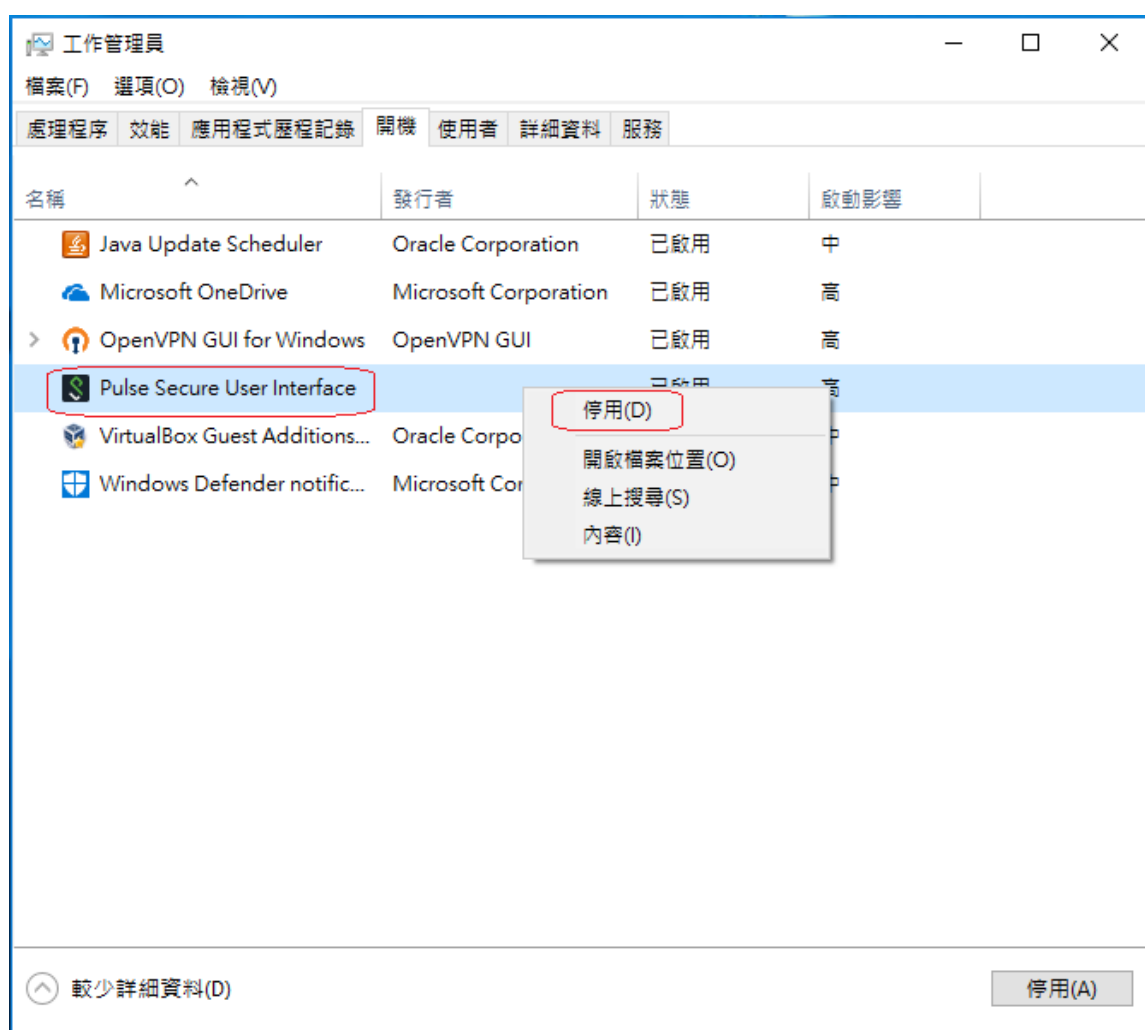 工作管理員
檔案(F) 選項(O) 檢視(V)
處理程序 效能 應用程式歷程記錄 開機 使用者 詳細資料 服務
名稱 發行者 狀態 啟動影響
Java Update Scheduler Oracle Corporation 已啟用 中
Microsoft OneDrive Microsoft Corporation 已啟用 高
OpenVPN GUI for Windows OpenVPN GUI 已啟用 高
Pulse Secure User Interface 高
停用(D)
VirtualBox Guest Additions... Oracle Corpo
開啟檔案位置(O)
Windows Defender notific... Microsoft Cor
線上搜尋(S)
內容(I)
較少詳細資料(D) 停用(A)